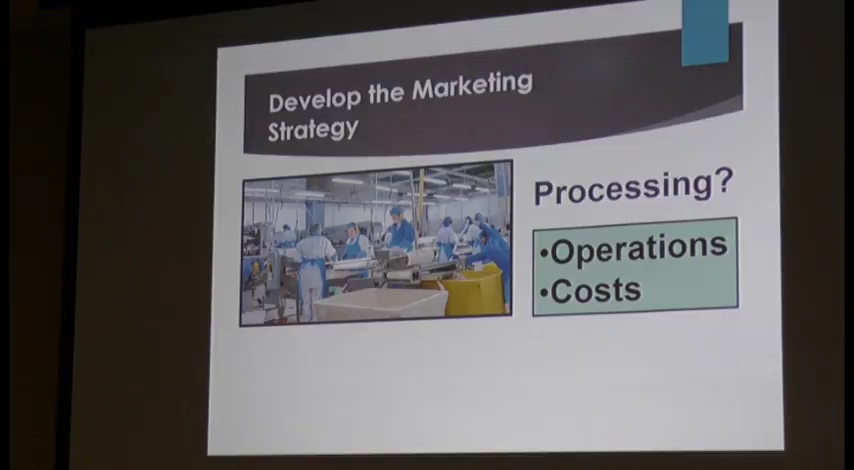 Develop the Marketing
Strategy
Processing?
•Operations
•Costs